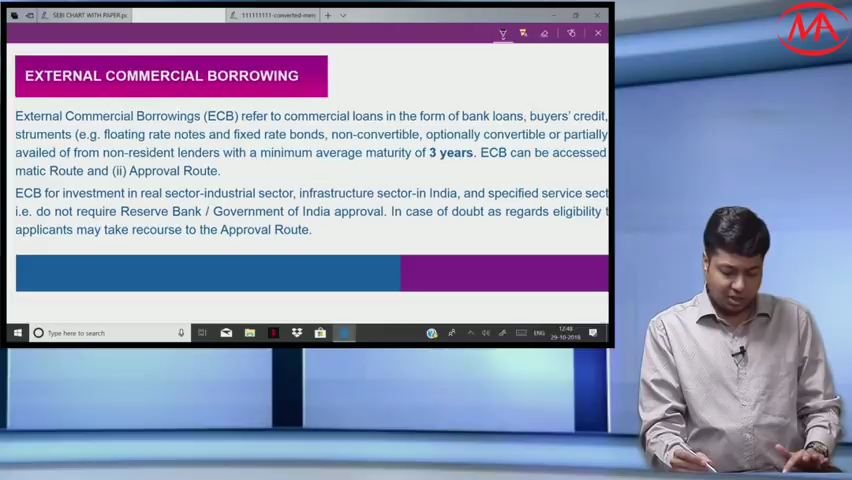 SEBI CHART WITH PAPER.pc
111111111-converted-mer
MA
EXTERNAL COMMERCIAL BORROWING
External Commercial Borrowings (ECB) refer to commercial loans in the form of bank loans, buyers' credit,
struments (e.g. floating rate notes and fixed rate bonds, non-convertible, optionally convertible or partially
availed of from non-resident lenders with a minimum average maturity of 3 years. ECB can be accessed
matic Route and (ii) Approval Route.
ECB for investment in real sector-industrial sector, infrastructure sector-in India, and specified service sect
i.e. do not require Reserve Bank / Government of India approval. In case of doubt as regards eligibility t
applicants may take recourse to the Approval Route.
Type here to search
ENG
12:48
29-10-2018